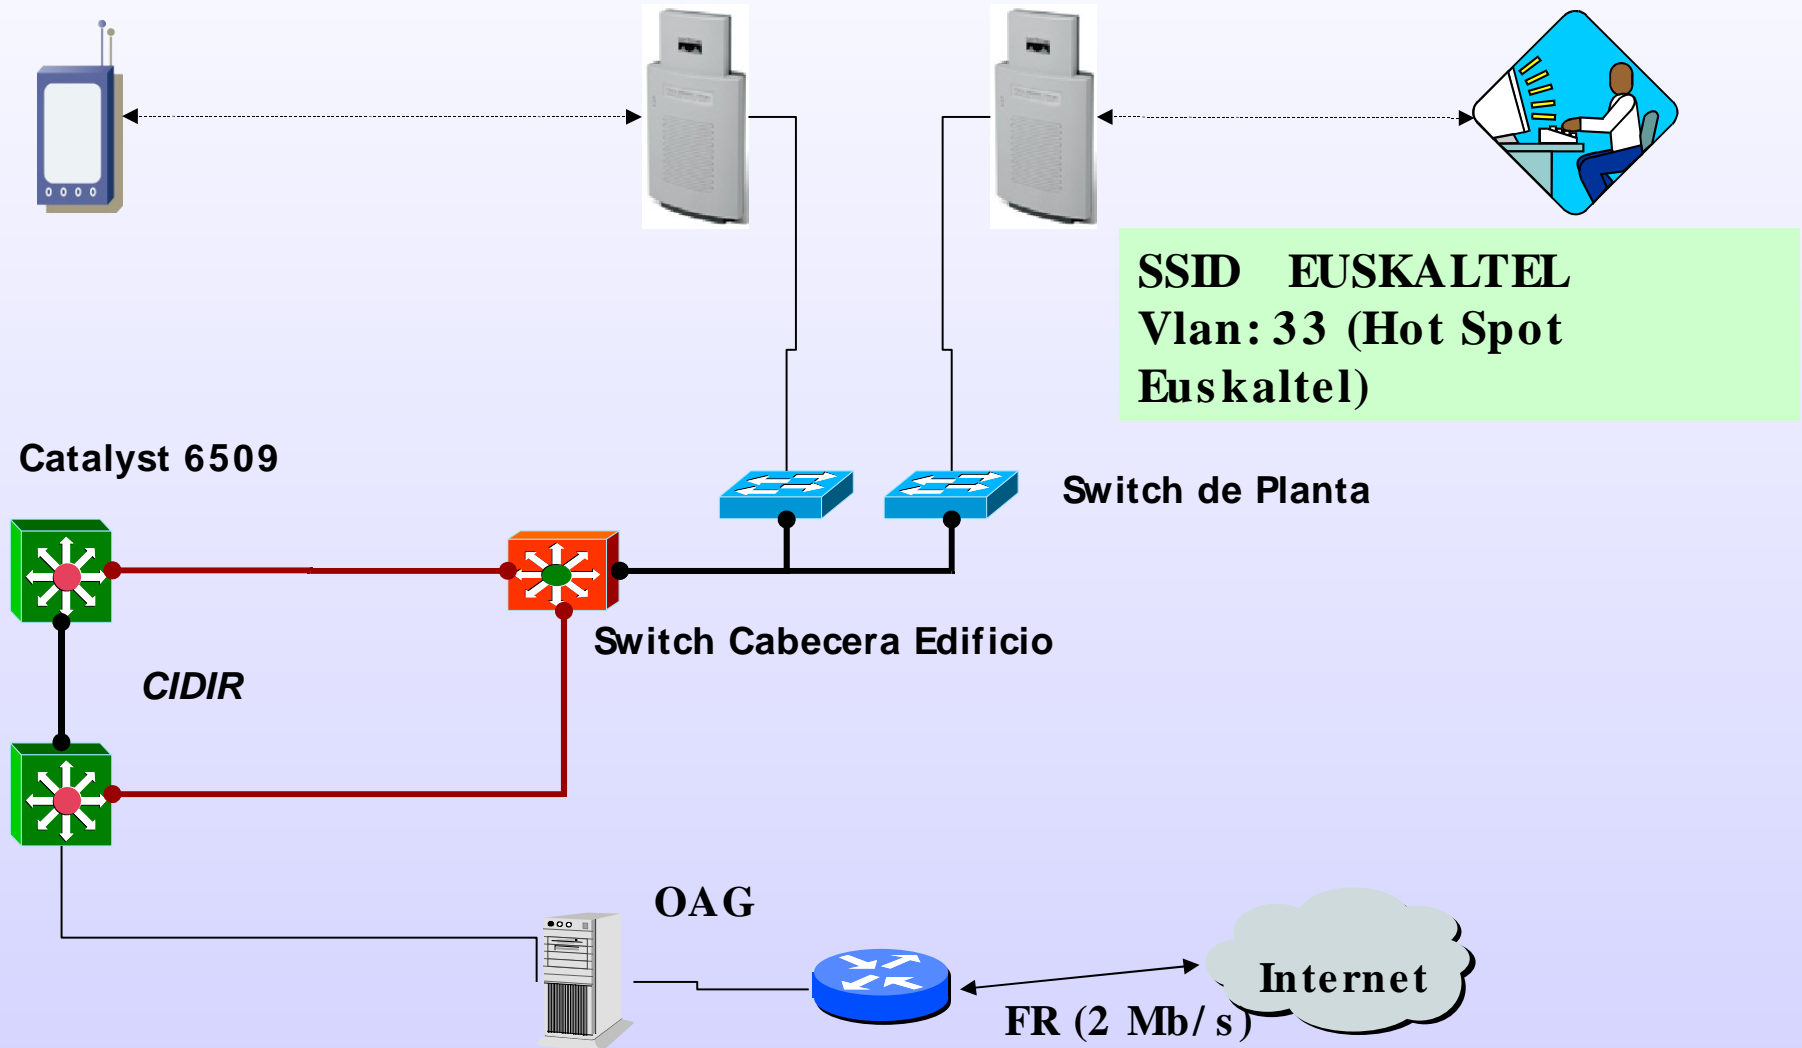 SSID EUSKALTEL
Vlan: 33 (Hot Spot
Euskaltel)
Catalyst 6509
Switch de Planta
Switch Cabecera Edificio
CIDIR
OAG
Internet
FR (2 Mb/s)